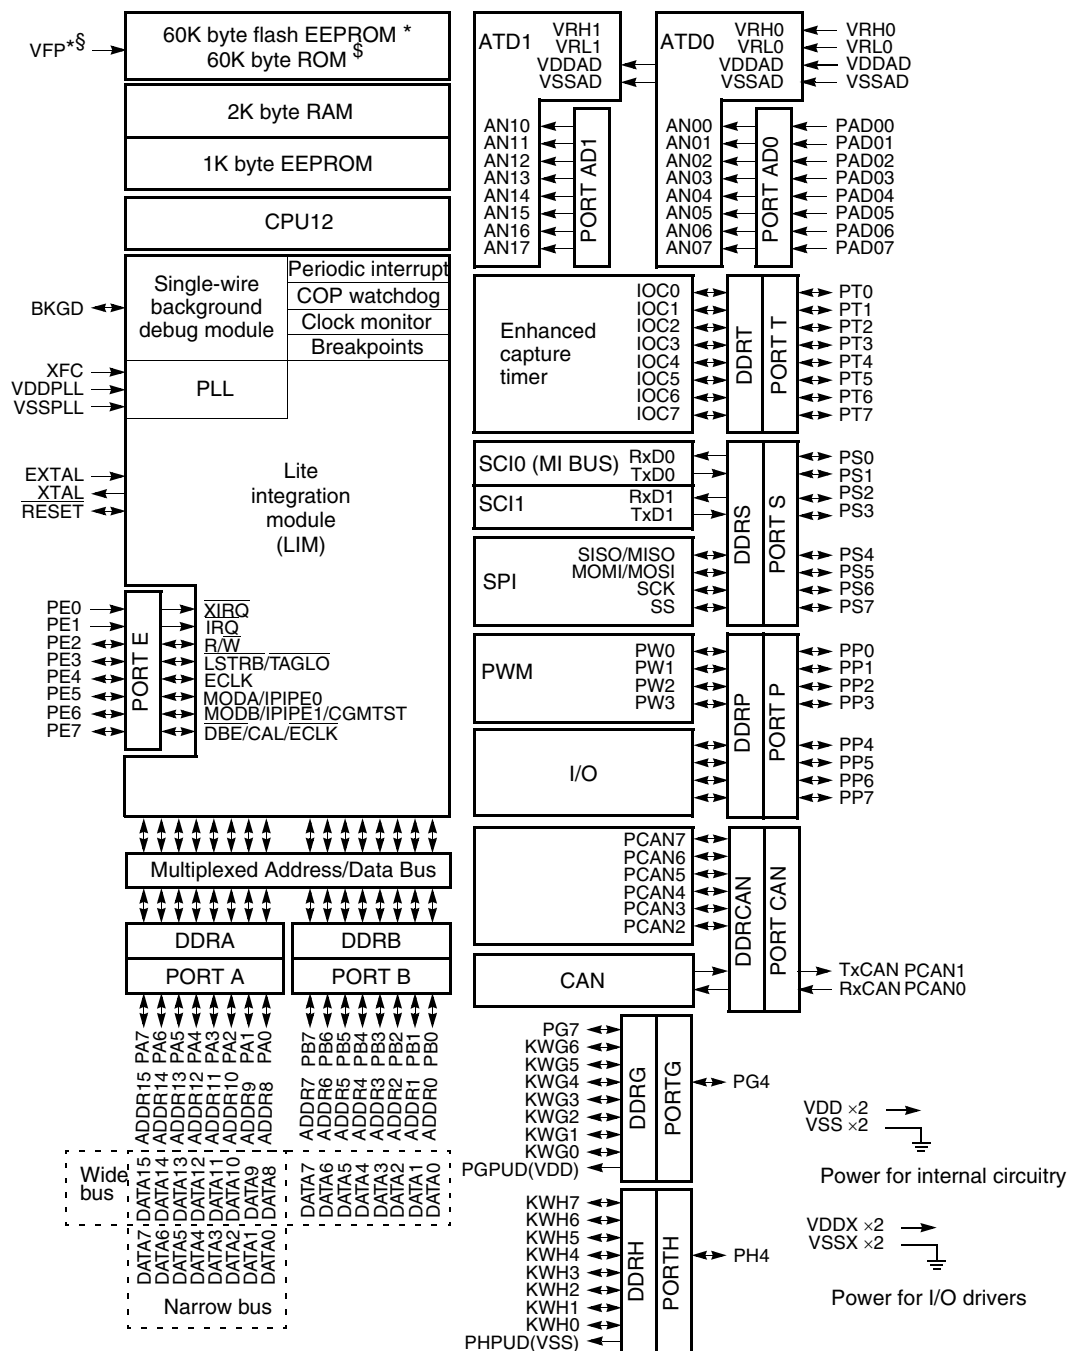 60K byte flash EEPROM *
60K byte ROM $
VFP*§
2K byte RAM
1K byte EEPROM
CPU12
Single-wire
background
debug module
Periodic interrupt
COP watchdog
Clock monitor
Breakpoints
BKGD
XFC
VDDPLL
VSSPLL
PLL
EXTAL
XTAL
RESET
Lite
integration
module
(LIM)
PE0
PE1
PE2
PE3
PE4
PE5
PE6
PE7
PORT E
XIRQ
IRQ
R/W
LSTRB/TAGLO
ECLK
MODA/IPIPE0
MODB/IPIPE1/CGMTST
DBE/CAL/ECLK
Multiplexed Address/Data Bus
DDRA
DDRB
PORT A
PORT B
PA7
PA6
PA5
PA4
PA3
PA2
PA1
PA0
PB7
PB6
PB5
PB4
PB3
PB2
PB1
PB0
ADDR15
ADDR14
ADDR13
ADDR12
ADDR11
ADDR10
ADDR9
ADDR8
ADDR7
ADDR6
ADDR5
ADDR4
ADDR3
ADDR2
ADDR1
ADDR0
Wide
bus
DATA15
DATA14
DATA13
DATA12
DATA11
DATA10
DATA9
DATA8
DATA7
DATA6
DATA5
DATA4
DATA3
DATA2
DATA1
DATA0
DATA7
DATA6
DATA5
DATA4
DATA3
DATA2
DATA1
DATA0
Narrow bus
ATD1
VRH1
VRL1
VDDAD
VSSAD
AN10
AN11
AN12
AN13
AN14
AN15
AN16
AN17
PORT AD1
ATD0
VRH0
VRL0
VDDAD
VSSAD
VRH0
VRL0
VDDAD
VSSAD
AN00
AN01
AN02
AN03
AN04
AN05
AN06
AN07
PORT AD0
PAD00
PAD01
PAD02
PAD03
PAD04
PAD05
PAD06
PAD07
Enhanced
capture
timer
IOC0
IOC1
IOC2
IOC3
IOC4
IOC5
IOC6
IOC7
DDRT
PORT T
PT0
PT1
PT2
PT3
PT4
PT5
PT6
PT7
SCI0 (MI BUS)
RxD0
TxD0
SCI1
RxD1
TxD1
SPI
SISO/MISO
MOMI/MOSI
SCK
SS
DDRS
PORT S
PS0
PS1
PS2
PS3
PS4
PS5
PS6
PS7
PWM
PW0
PW1
PW2
PW3
I/O
DDRP
PORT P
PP0
PP1
PP2
PP3
PP4
PP5
PP6
PP7
PCAN7
PCAN6
PCAN5
PCAN4
PCAN3
PCAN2
CAN
DDRCAN
PORT CAN
TxCAN PCAN1
RxCAN PCAN0
PG7
KWG6
KWG5
KWG4
KWG3
KWG2
KWG1
KWG0
PGPUD(VDD)
DDRG
PORTG
PG4
KWH7
KWH6
KWH5
KWH4
KWH3
KWH2
KWH1
KWH0
PHPUD(VSS)
DDRH
PORTH
PH4
VDD ×2
VSS ×2
Power for internal circuitry
VDDX ×2
VSSX ×2
Power for I/O drivers